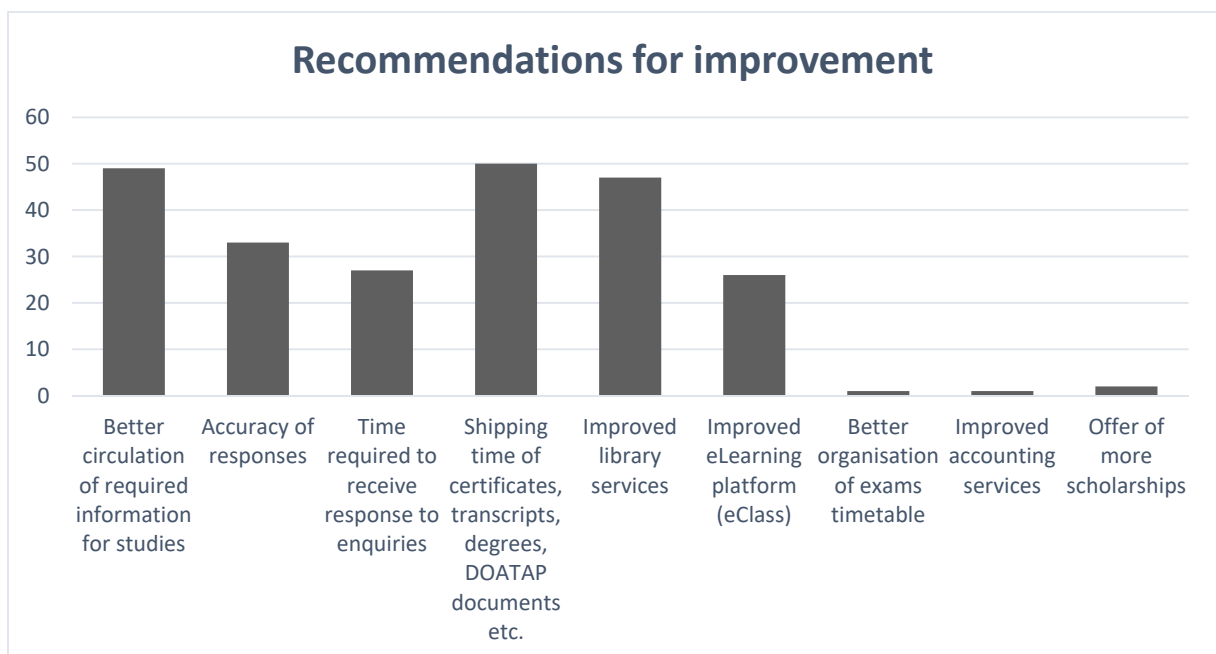 Recommendations for improvement
60
50
40
30
20
10
0
Better
circulation
of required
information
for studies
Accuracy of
responses
Time
required to
receive
response to
enquiries
Shipping
time of
certificates,
transcripts,
degrees,
DOATAP
documents
etc.
Improved
library
services
Improved
eLearning
platform
(eClass)
Better
organisation
of exams
timetable
Improved
accounting
services
Offer of
more
scholarships